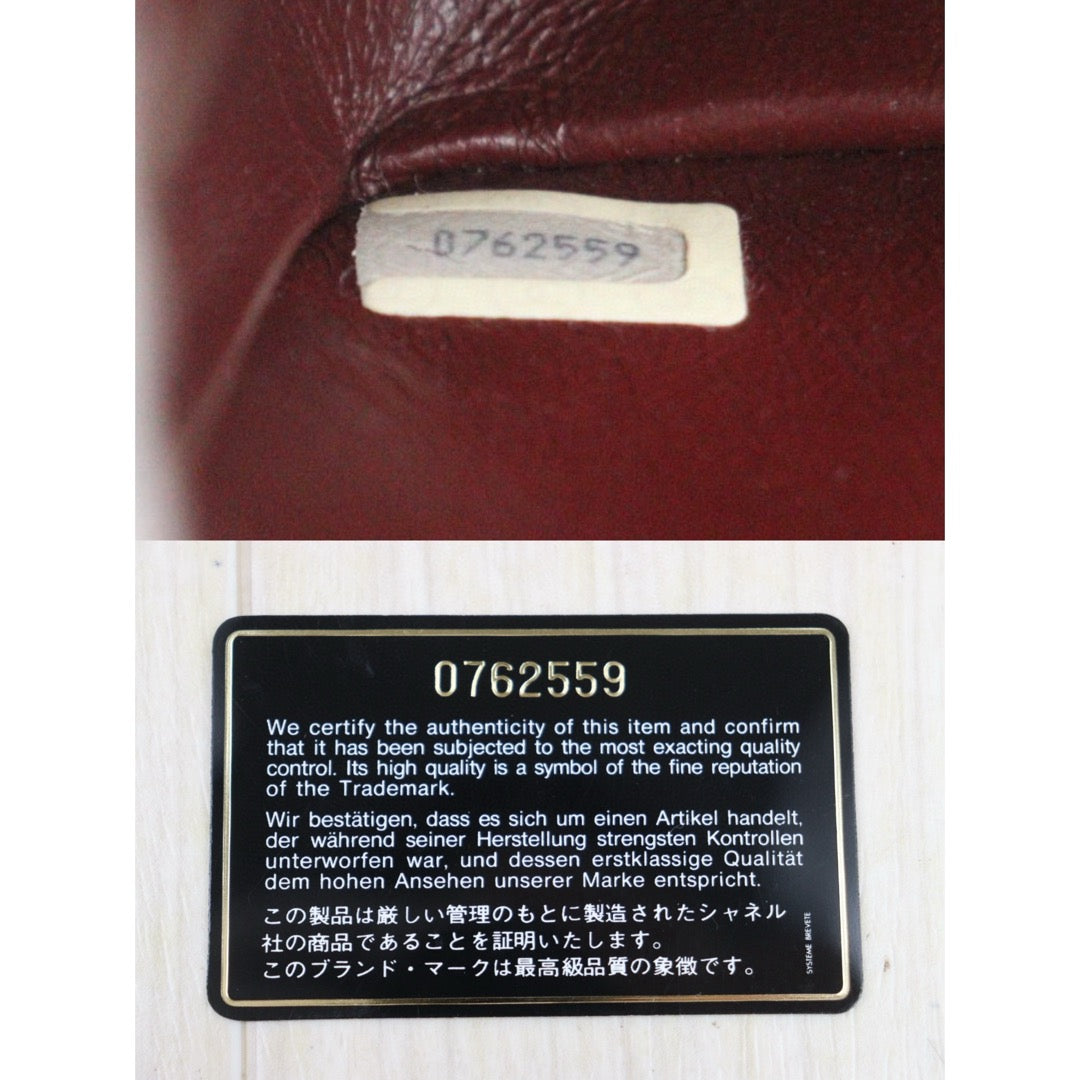 0762559
0762559
We certify the authenticity of this item and confirm
that it has been subjected to the most exacting quality
control. Its high quality is a symbol of the fine reputation
of the Trademark.
Wir bestätigen, dass es sich um einen Artikel handelt,
der während seiner Herstellung strengsten Kontrollen
unterworfen war, und dessen erstklassige Qualität
dem hohen Ansehen unserer Marke entspricht.
この製品は厳しい管理のもとに製造されたシャネル
社の商品であることを証明いたします。
このブランド・マークは最高級品質の象徴です。
SYSTEME BREVETE